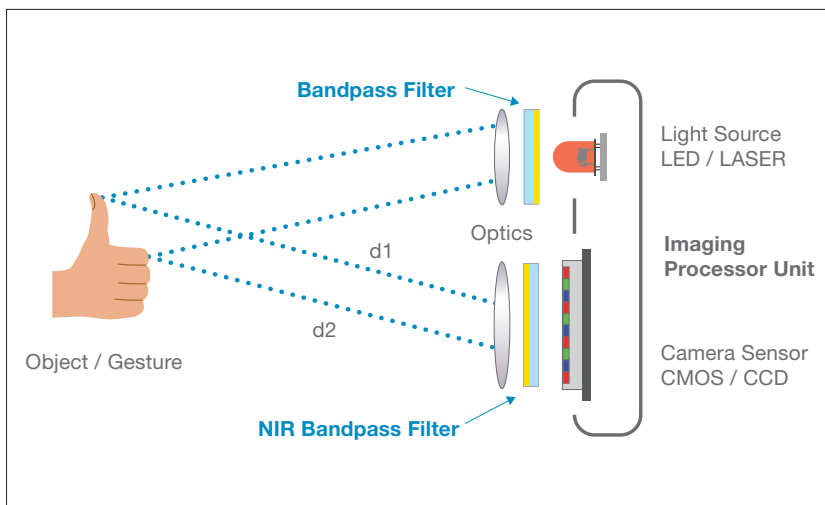 Bandpass Filter
Light Source
LED / LASER
Optics
d1
Imaging
Processor Unit
d2
Object / Gesture
Camera Sensor
CMOS / CCD
NIR Bandpass Filter